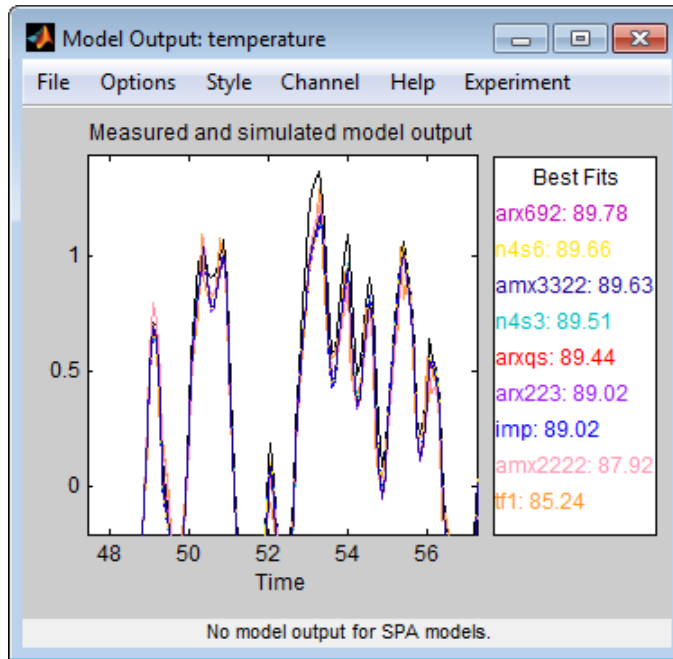 Model Output: temperature
File Options Style Channel Help Experiment
Measured and simulated model output
1
0.5
0
48 50 52 54 56
Time
Best Fits
arx692: 89.78
n4s6: 89.66
amx3322: 89.63
n4s3: 89.51
arxqs: 89.44
arx223: 89.02
imp: 89.02
amx2222: 87.92
tf1: 85.24
No model output for SPA models.